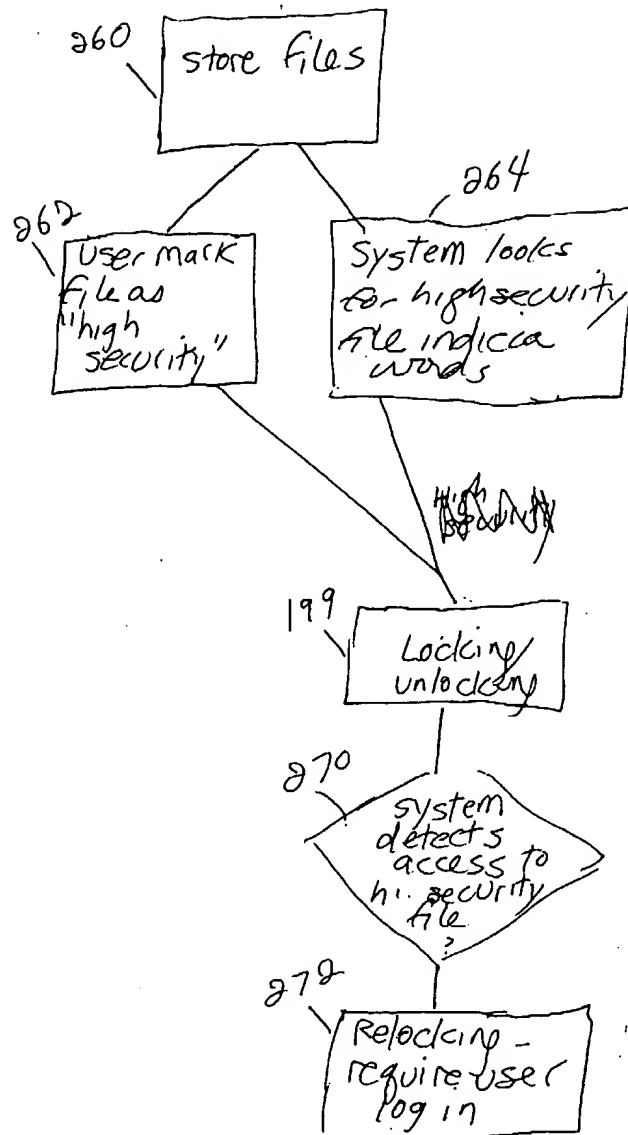 260
store files
262
user mark
file as
"high
security"
264
System looks
for high security
file indicia
words
199
Locking/
unlocking
270
system
detects
access to
hi. security
file
?
272
Relocking -
require user
log in